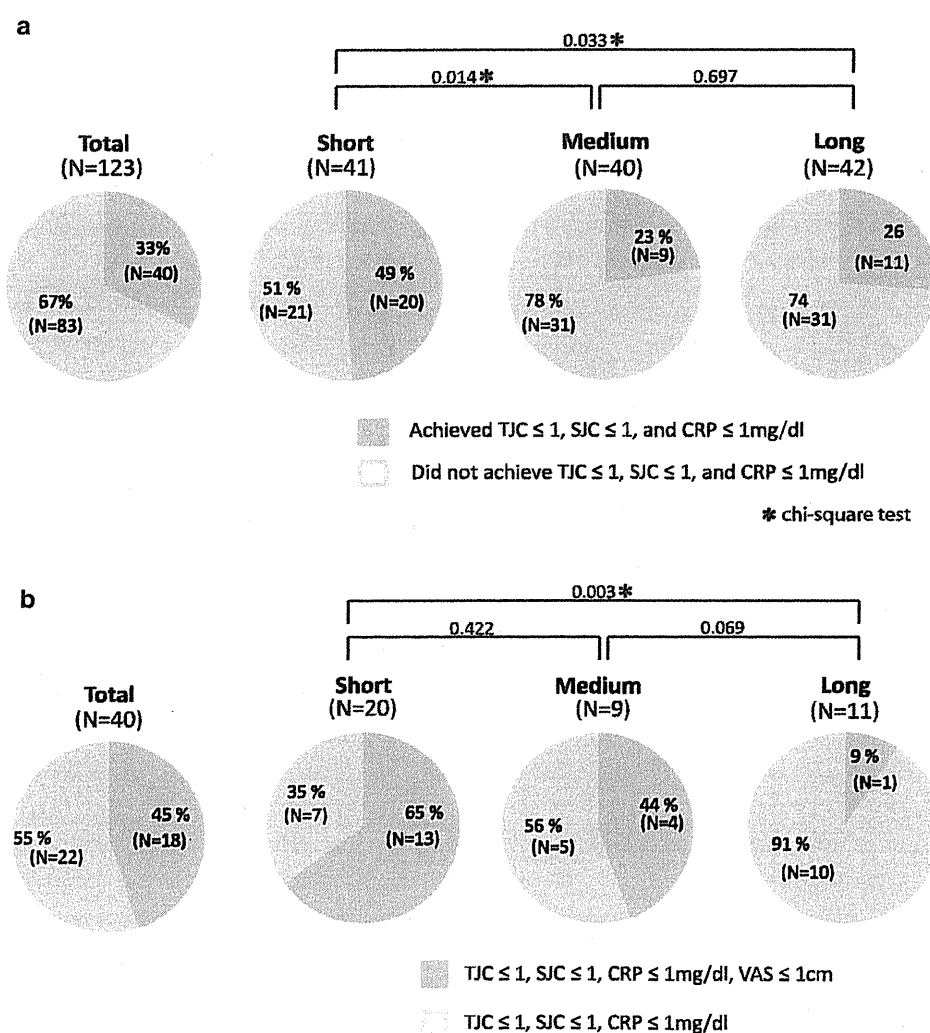 a
0.033*
0.014* 0.697
Total Short Medium Long
(N=123) (N=41) (N=40) (N=42)
33%
(N=40)
67%
(N=83)
49 %
(N=20)
51 %
(N=21)
23 %
(N=9)
78 %
(N=31)
26
(N=11)
74
(N=31)
Achieved TJC ≤ 1, SJC ≤ 1, and CRP ≤ 1mg/dl
Did not achieve TJC ≤ 1, SJC ≤ 1, and CRP ≤ 1mg/dl
* chi-square test
b
0.003*
0.422 0.069
Total Short Medium Long
(N=40) (N=20) (N=9) (N=11)
45 %
(N=18)
55 %
(N=22)
35 %
(N=7)
65 %
(N=13)
44 %
(N=4)
56 %
(N=5)
9 %
(N=1)
91 %
(N=10)
TJC ≤ 1, SJC ≤ 1, CRP ≤ 1mg/dl, VAS ≤ 1cm
TJC ≤ 1, SJC ≤ 1, CRP ≤ 1mg/dl